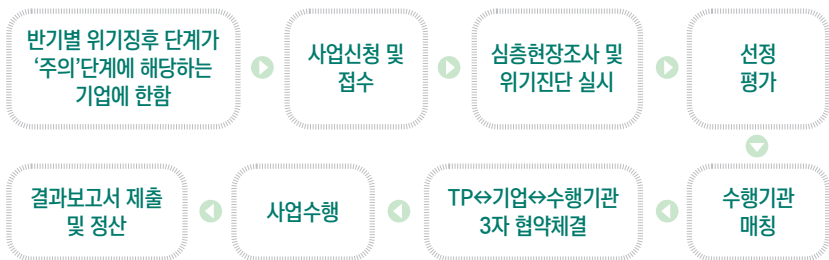 반기별 위기징후 단계가
‘주의’단계에 해당하는
기업에 한함
사업신청 및
접수
심층현장조사 및
위기진단 실시
선정
평가
수행기관
매칭
TP↔기업↔수행기관
3자 협약체결
사업수행
결과보고서 제출
및 정산